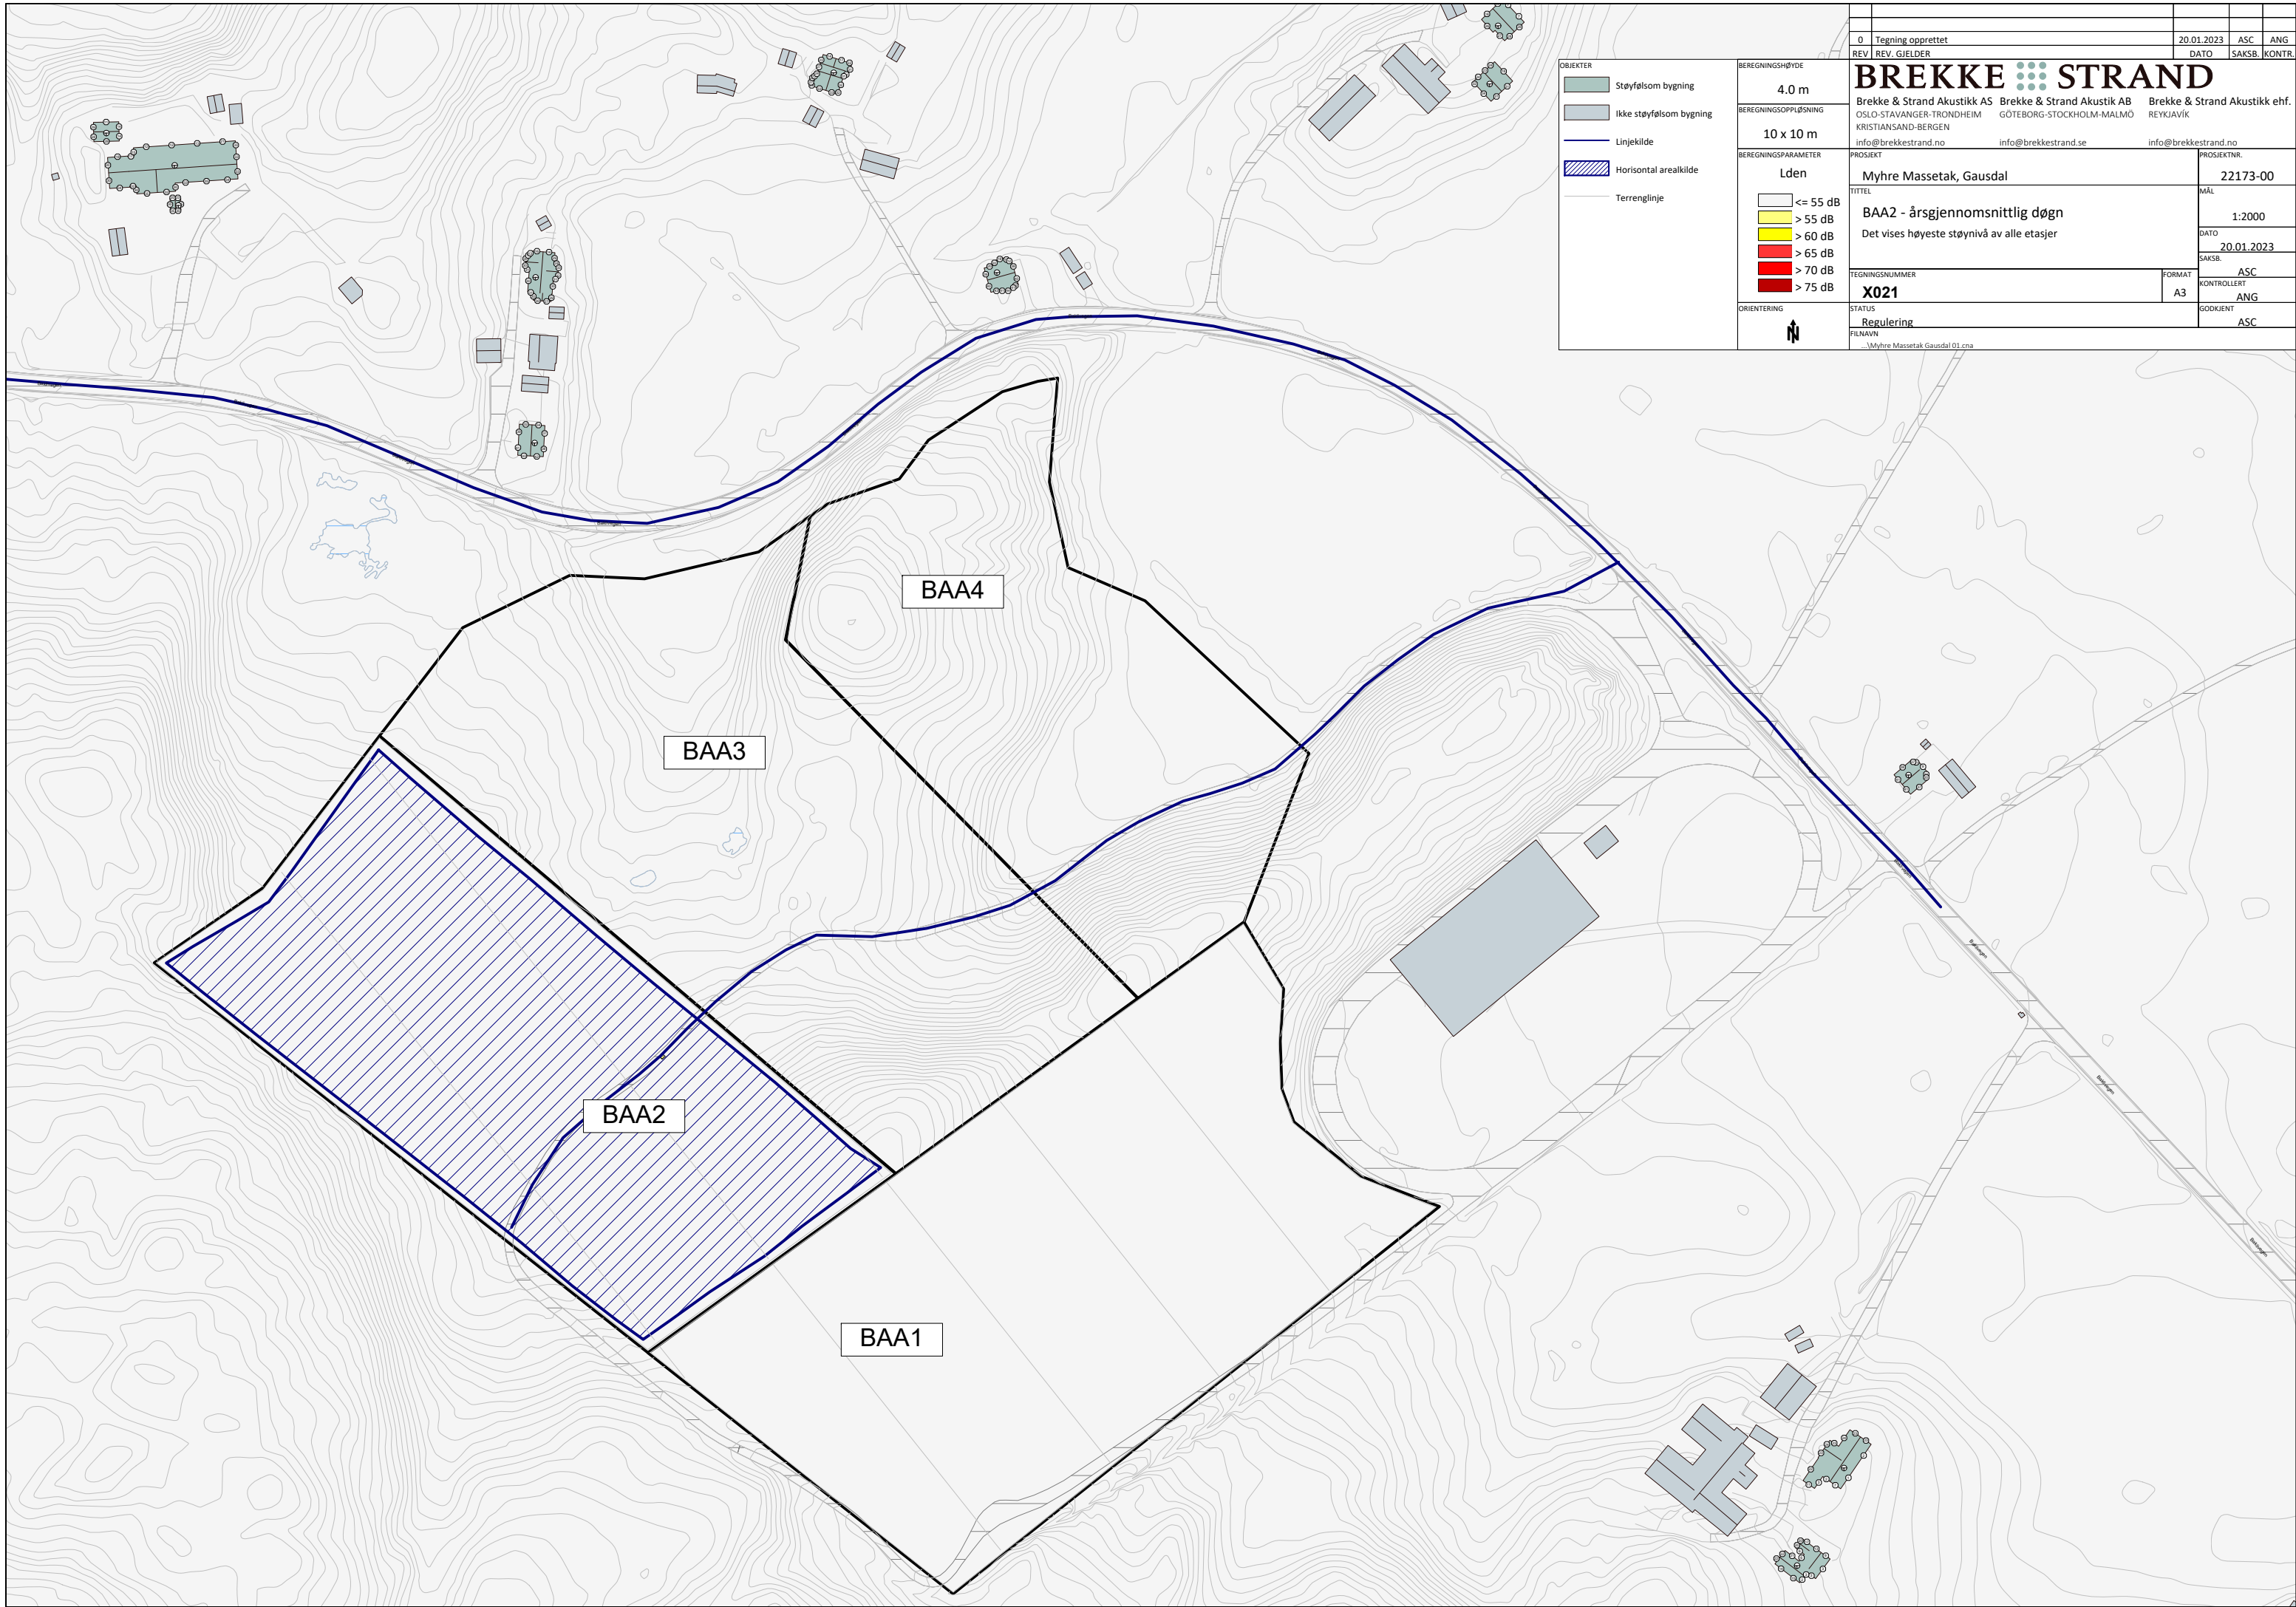 0 Tegning opprettet 20.01.2023 ASC ANG
REV REV. GJELDER DATO SAKSB. KONTR.
OBJEKTER
Støyfølsom bygning
Ikke støyfølsom bygning
Linjekilde
Horisontal arealkilde
Terrenglinje
BEREGNINGSHØYDE
4.0 m
BEREGNINGSOPPLØSNING
10 x 10 m
BEREGNINGSPARAMETER
Lden
<= 55 dB
> 55 dB
> 60 dB
> 65 dB
> 70 dB
> 75 dB
ORIENTERING
N
BREKKE STRAND
Brekke & Strand Akustikk AS Brekke & Strand Akustik AB Brekke & Strand Akustikk ehf.
OSLO-STAVANGER-TRONDHEIM GÖTEBORG-STOCKHOLM-MALMÖ REYKJAVÍK
KRISTIANSAND-BERGEN
info@brekkestrand.no info@brekkestrand.se info@brekkestrand.no
PROSJEKT
Myhre Massetak, Gausdal
PROSJEKTNR.
22173-00
TITTEL
BAA2 - årsgjennomsnittlig døgn
Det vises høyeste støynivå av alle etasjer
MÅL
1:2000
DATO
20.01.2023
SAKSB.
ASC
TEGNINGSNUMMER
X021
FORMAT
A3
KONTROLLERT
ANG
STATUS
Regulering
GODKJENT
ASC
FILNAVN
...\Myhre Massetak Gausdal 01.cna
BAA4
BAA3
BAA2
BAA1